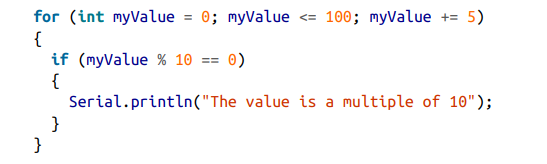 for (int myValue = 0; myValue <= 100; myValue += 5)
{
if (myValue % 10 == 0)
{
Serial.println("The value is a multiple of 10");
}
}